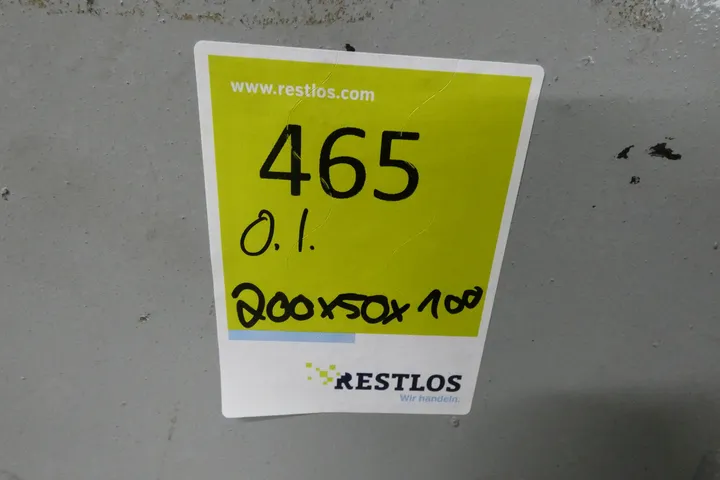 www.restlos.com
465
O.I.
200x50x100
RESTLOS
Wir handeln.